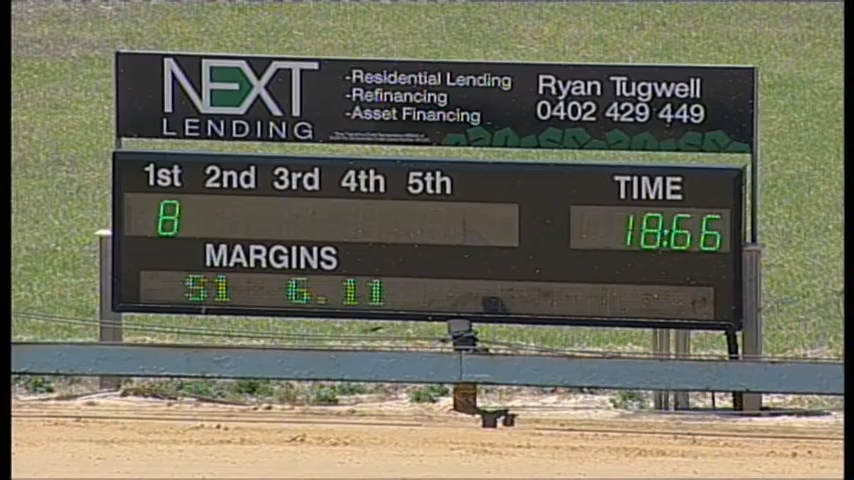 NEXT
LENDING
-Residential Lending
-Refinancing
-Asset Financing
Ryan Tugwell
0402 429 449
1st 2nd 3rd 4th 5th
8
TIME
18:66
MARGINS
S1 6.11